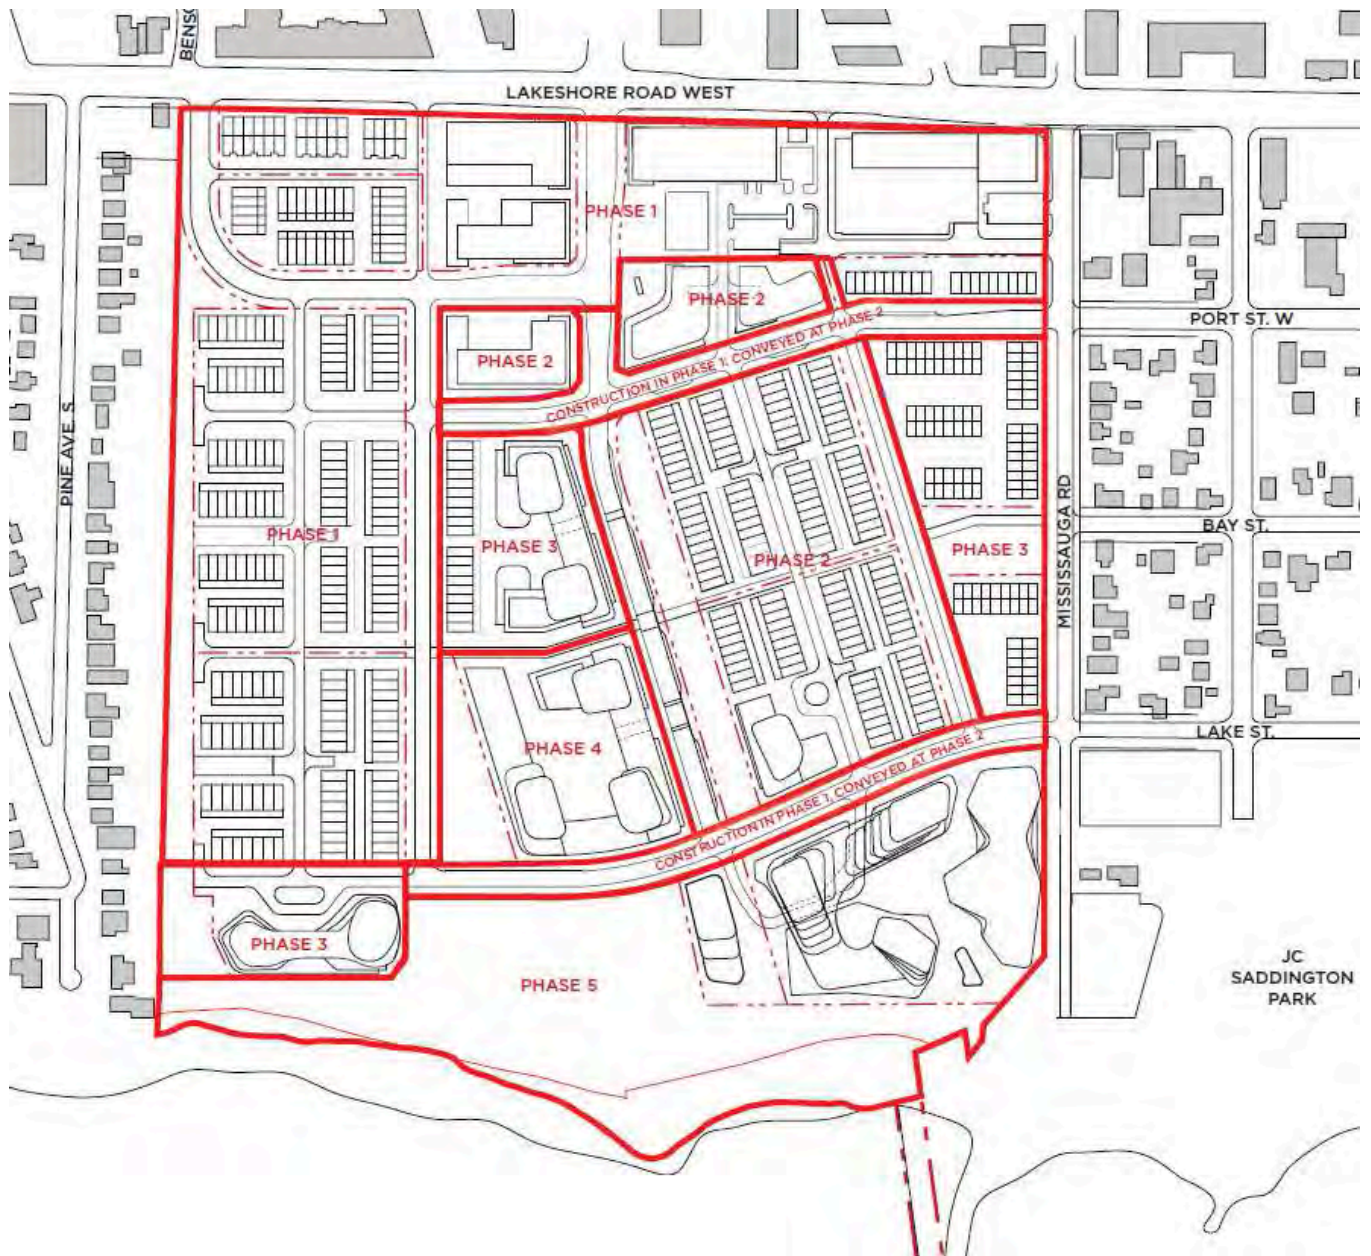 BENSO
LAKESHORE ROAD WEST
PHASE 1
PHASE 2
PORT ST. W
CONSTRUCTION IN PHASE 1, CONVEYED AT PHASE 2
PHASE 2
PINE AVE. S
PHASE 1
PHASE 3
PHASE 2
PHASE 3
MISSISSAUGA RD
BAY ST.
PHASE 4
LAKE ST.
CONSTRUCTION IN PHASE 1, CONVEYED AT PHASE 2
PHASE 3
PHASE 5
JC
SADDINGTON
PARK